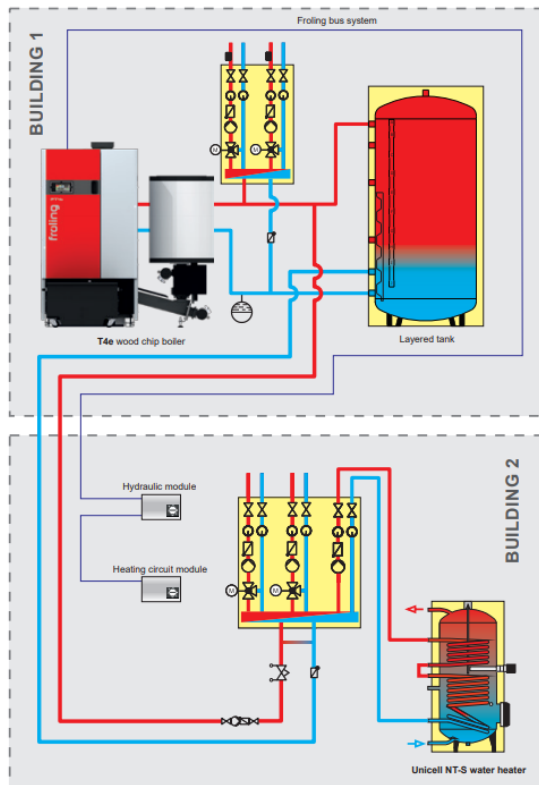 Froling bus system
BUILDING 1
M
M
froling
T4e wood chip boiler
Layered tank
BUILDING 2
Hydraulic module
Heating circuit module
M
M
Unicell NT-S water heater